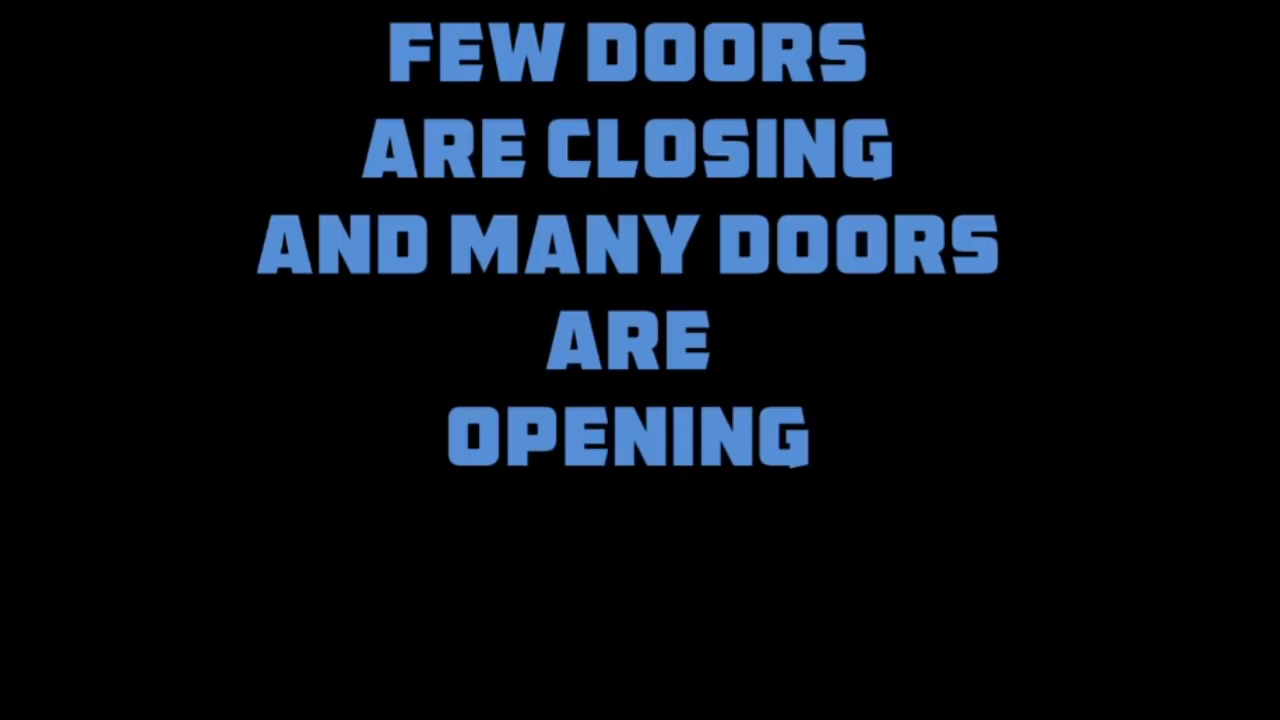 FEW DOORS
ARE CLOSING
AND MANY DOORS
ARE
OPENING